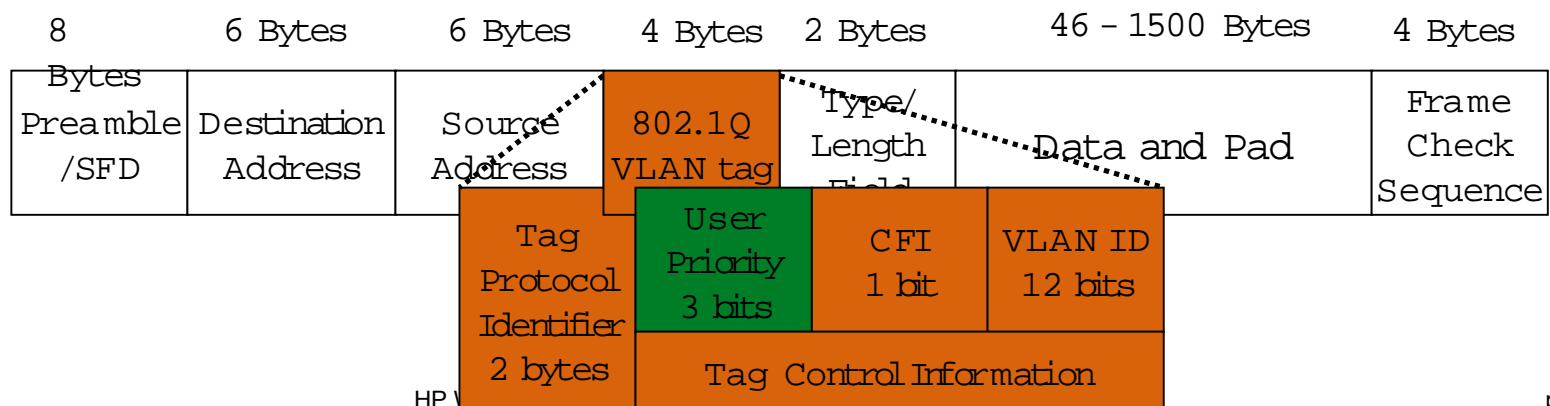 8 Bytes
6 Bytes
6 Bytes
4 Bytes
2 Bytes
46 - 1500 Bytes
4 Bytes
Preamble
/SFD
Destination
Address
Source
Address
802.1Q
VLAN tag
Type/
Length
Field
Data and Pad
Frame
Check
Sequence
Tag
Protocol
Identifier
2 bytes
User
Priority
3 bits
CFI
1 bit
VLAN ID
12 bits
Tag Control Information
HP